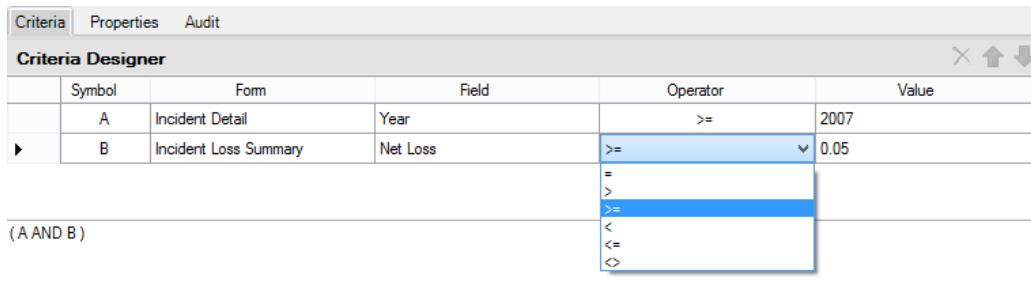 Criteria Properties Audit
Criteria Designer
Symbol Form Field Operator Value
A Incident Detail Year >= 2007
B Incident Loss Summary Net Loss >= 0.05
=
>
>=
<
<=
<>
( A AND B )